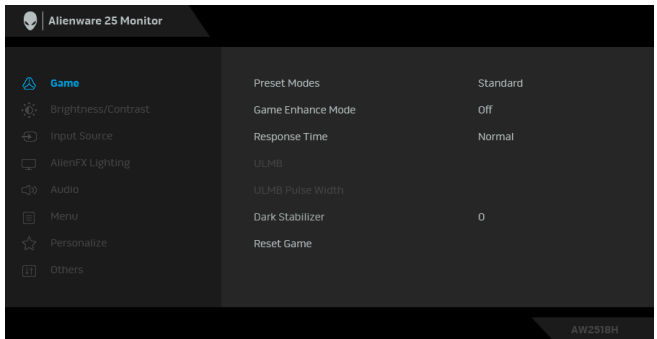 Alienware 25 Monitor
Game
Preset Modes Standard
Brightness/Contrast
Game Enhance Mode Off
Input Source
Response Time Normal
AlienFX Lighting
ULMB
Audio
ULMB Pulse Width
Menu
Dark Stabilizer 0
Personalize
Reset Game
Others
AW2518H